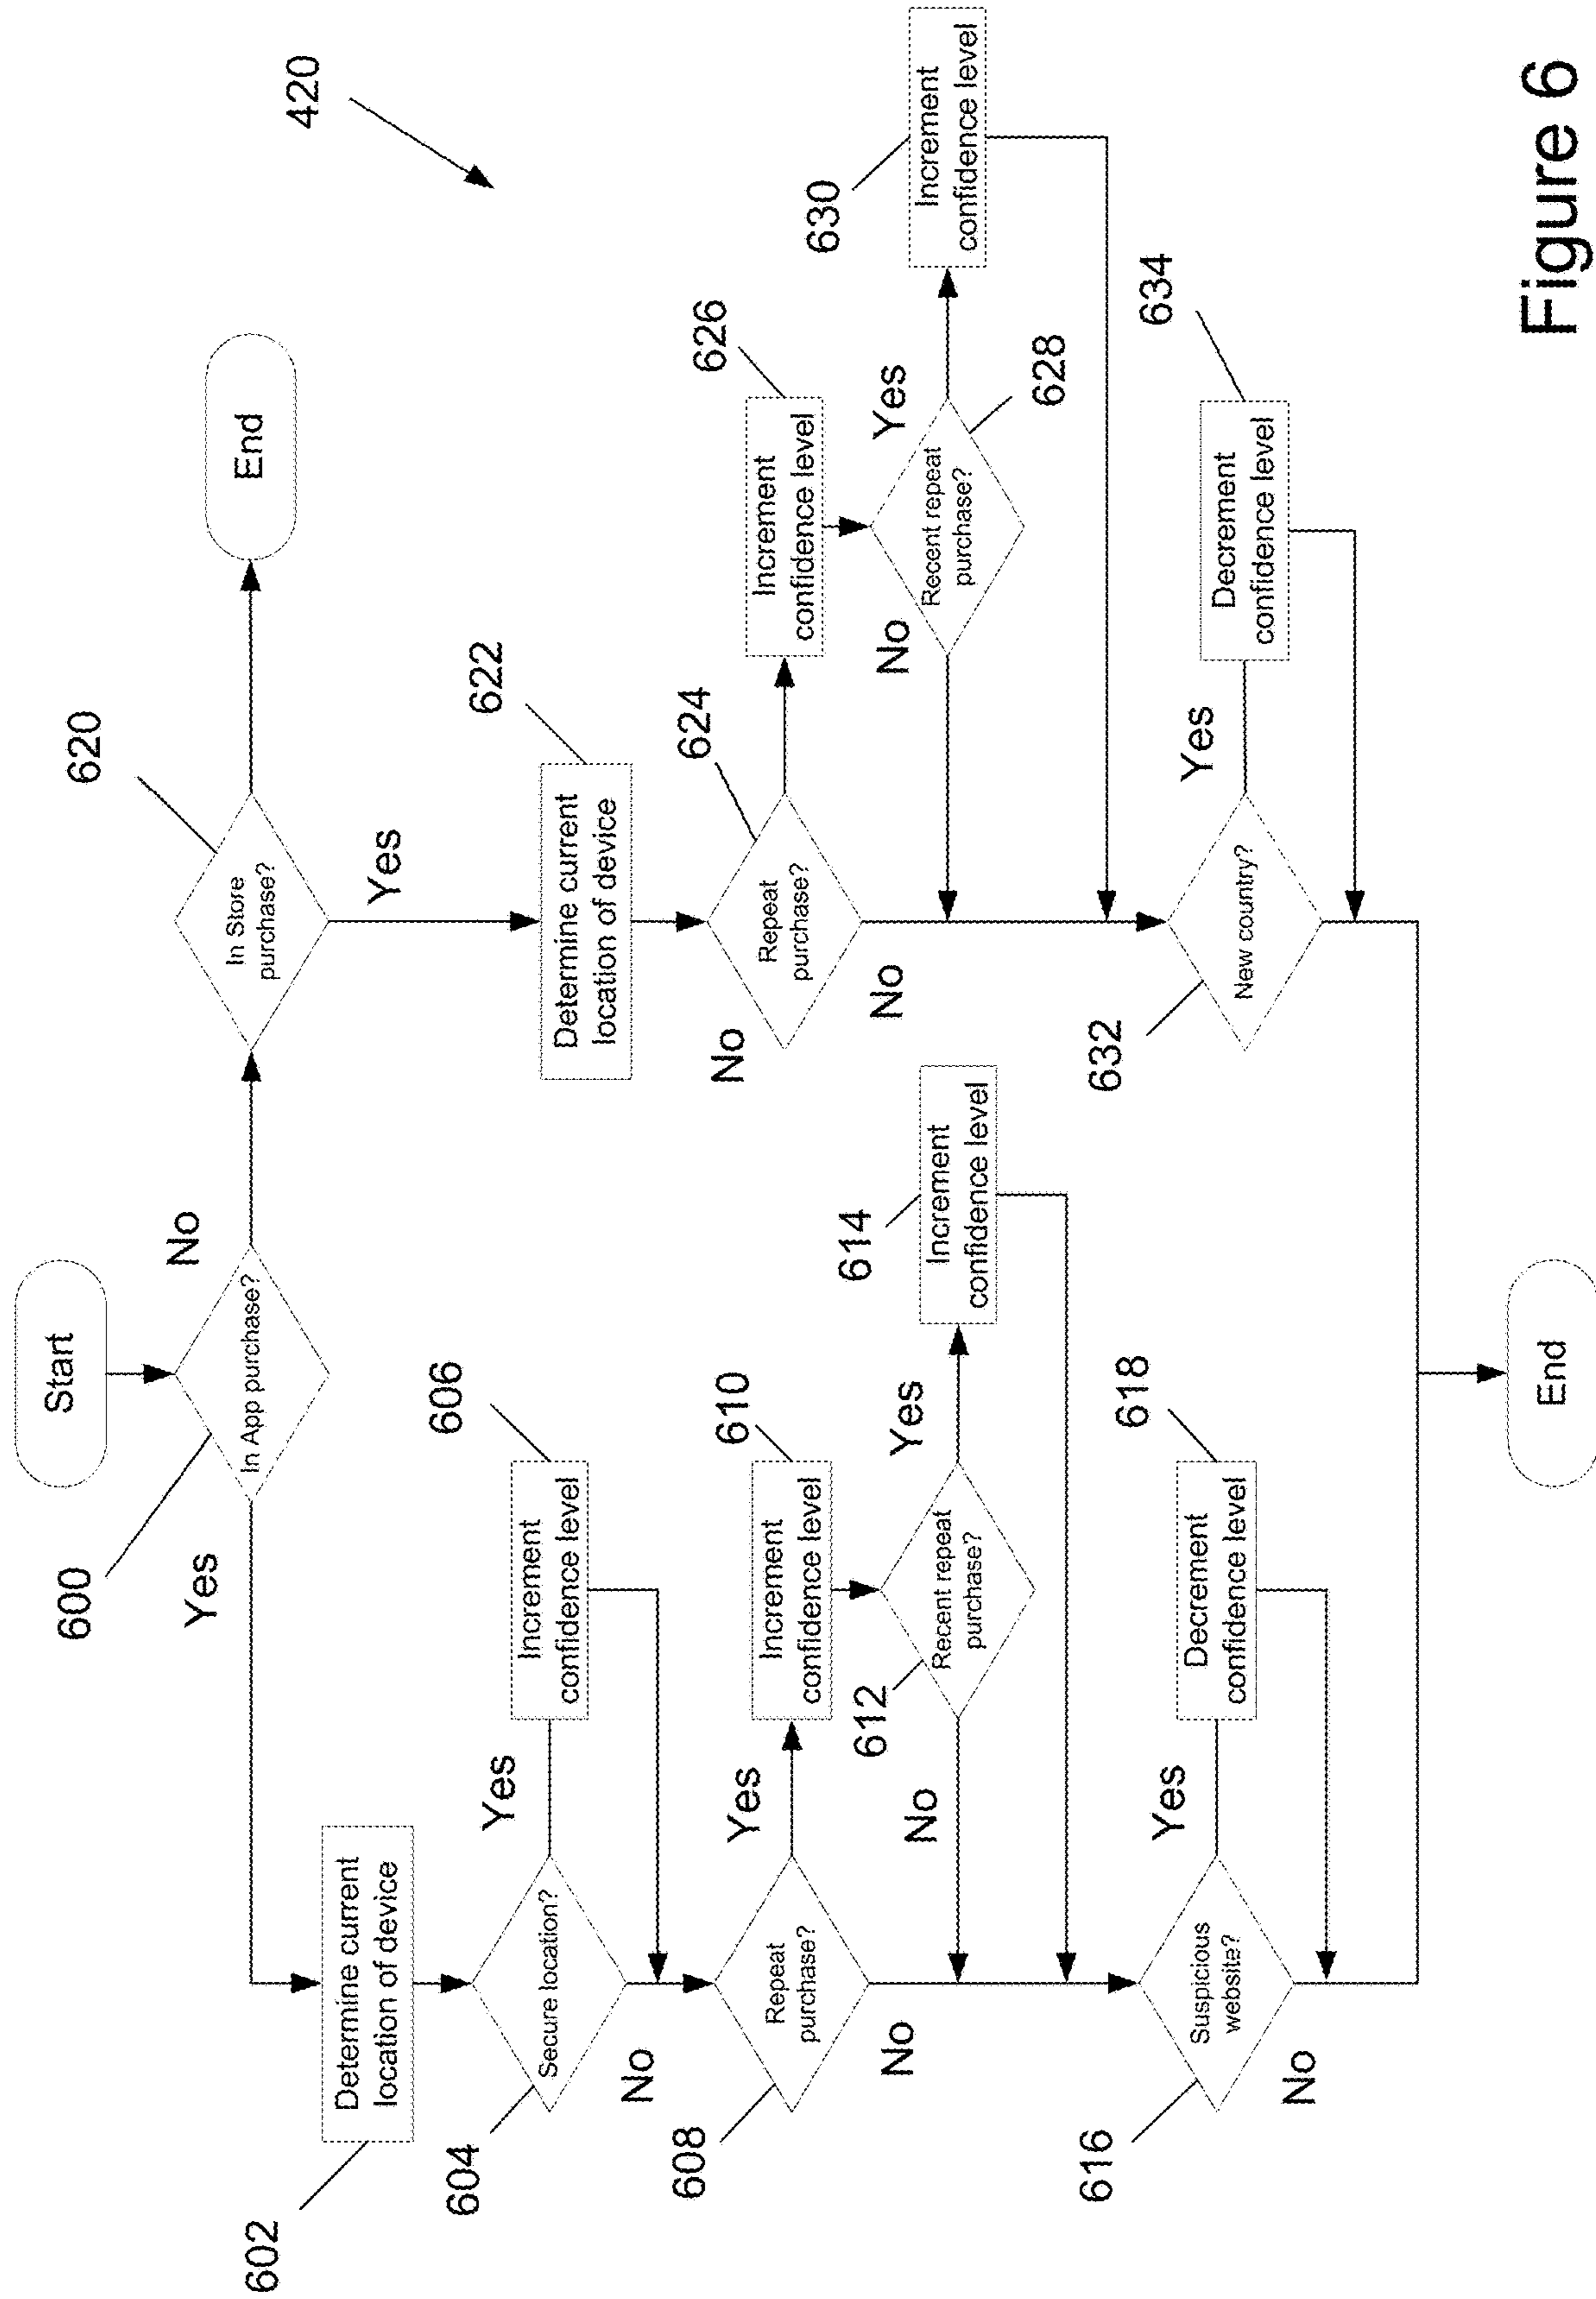 420
Start
600
In App purchase?
Yes
No
620
In Store
purchase?
End
Yes
602
Determine current
location of device
604
Secure location?
Yes
606
Increment
confidence level
No
608
Repeat
purchase?
Yes
610
Increment
confidence level
No
612
Recent repeat
purchase?
No
Yes
614
Increment
confidence level
616
Suspicious
website?
Yes
618
Decrement
confidence level
No
622
Determine current
location of device
624
Repeat
purchase?
No
No
626
Increment
confidence level
628
Recent repeat
purchase?
No
Yes
630
Increment
confidence level
632
New country?
Yes
634
Decrement
confidence level
End
Figure 6